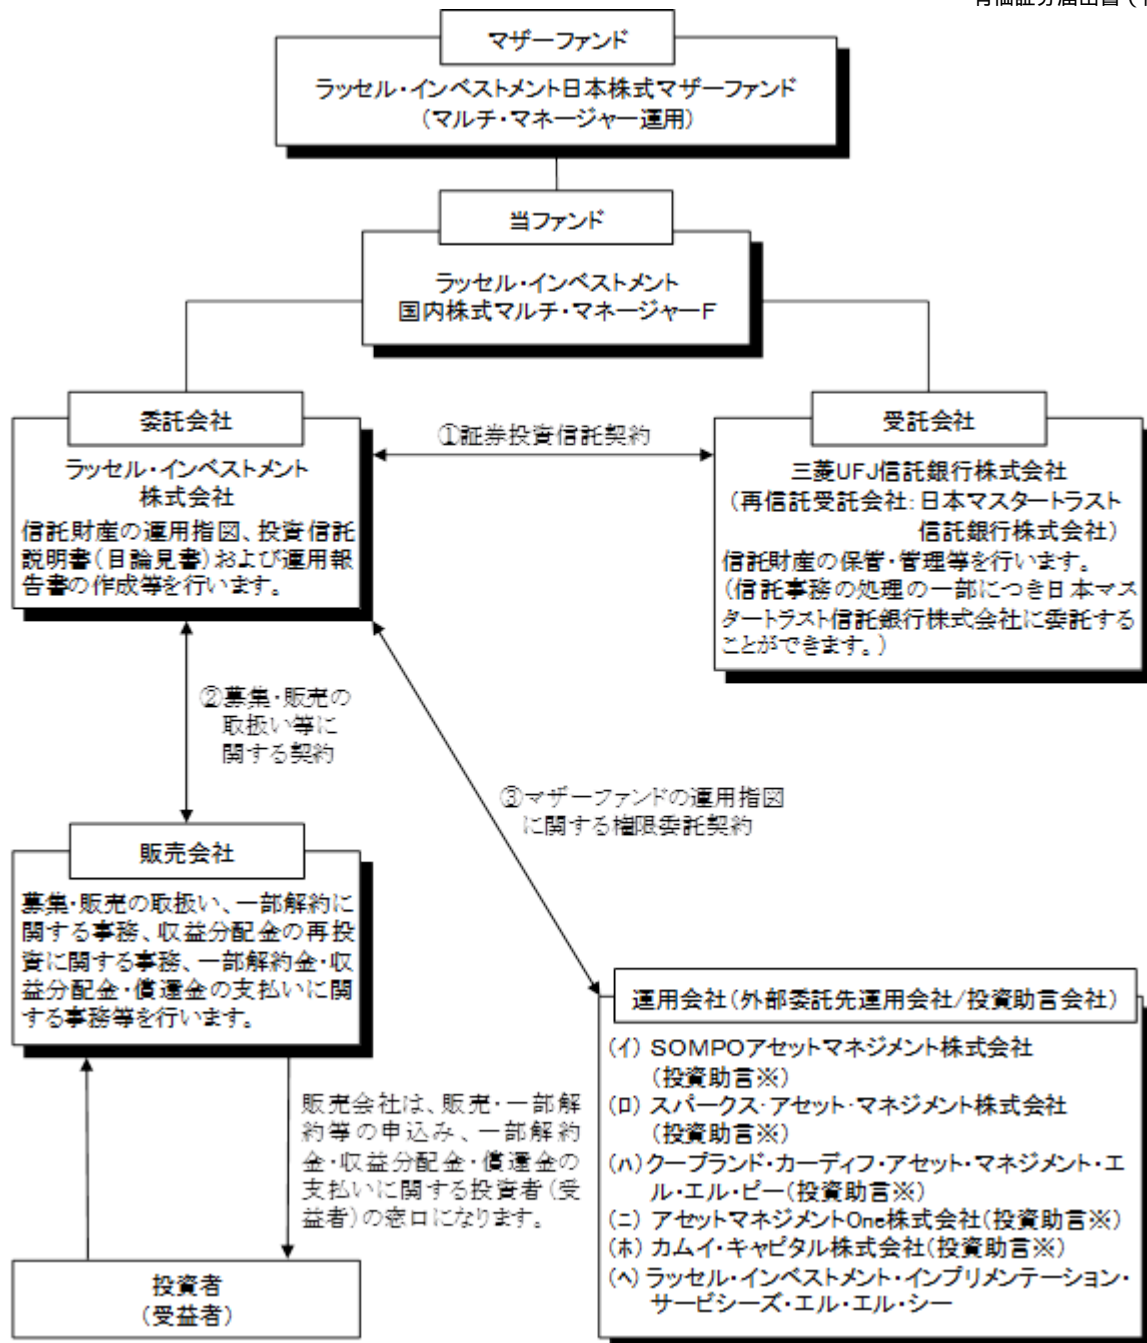 マザーファンド
ラッセル・インベストメント日本株式マザーファンド
(マルチ・マネージャー運用)
当ファンド
ラッセル・インベストメント
国内株式マルチ・マネージャーF
委託会社
ラッセル・インベストメント
株式会社
信託財産の運用指図、投資信託
説明書(目論見書)および運用報
告書の作成等を行います。
①証券投資信託契約
受託会社
三菱UFJ信託銀行株式会社
(再信託受託会社:日本マスタートラスト
信託銀行株式会社)
信託財産の保管・管理等を行います。
(信託事務の処理の一部につき日本マス
タートラスト信託銀行株式会社に委託する
ことができます。)
②募集・販売の
取扱い等に
関する契約
③マザーファンドの運用指図
に関する権限委託契約
販売会社
募集・販売の取扱い、一部解約に
関する事務、収益分配金の再投
資に関する事務、一部解約金・収
益分配金・償還金の支払いに関
する事務等を行います。
販売会社は、販売・一部解
約等の申込み、一部解約
金・収益分配金・償還金の
支払いに関する投資者(受
益者)の窓口になります。
投資者
(受益者)
運用会社(外部委託先運用会社/投資助言会社)
(イ) SOMPOアセットマネジメント株式会社
(投資助言※)
(ロ) スパークス・アセット・マネジメント株式会社
(投資助言※)
(ハ) クープランド・カーディフ・アセット・マネジメント・エ
ル・エル・ピー(投資助言※)
(ニ) アセットマネジメントOne株式会社(投資助言※)
(ホ) カムイ・キャピタル株式会社(投資助言※)
(ヘ) ラッセル・インベストメント・インプリメンテーション・
サービシーズ・エル・エル・シー